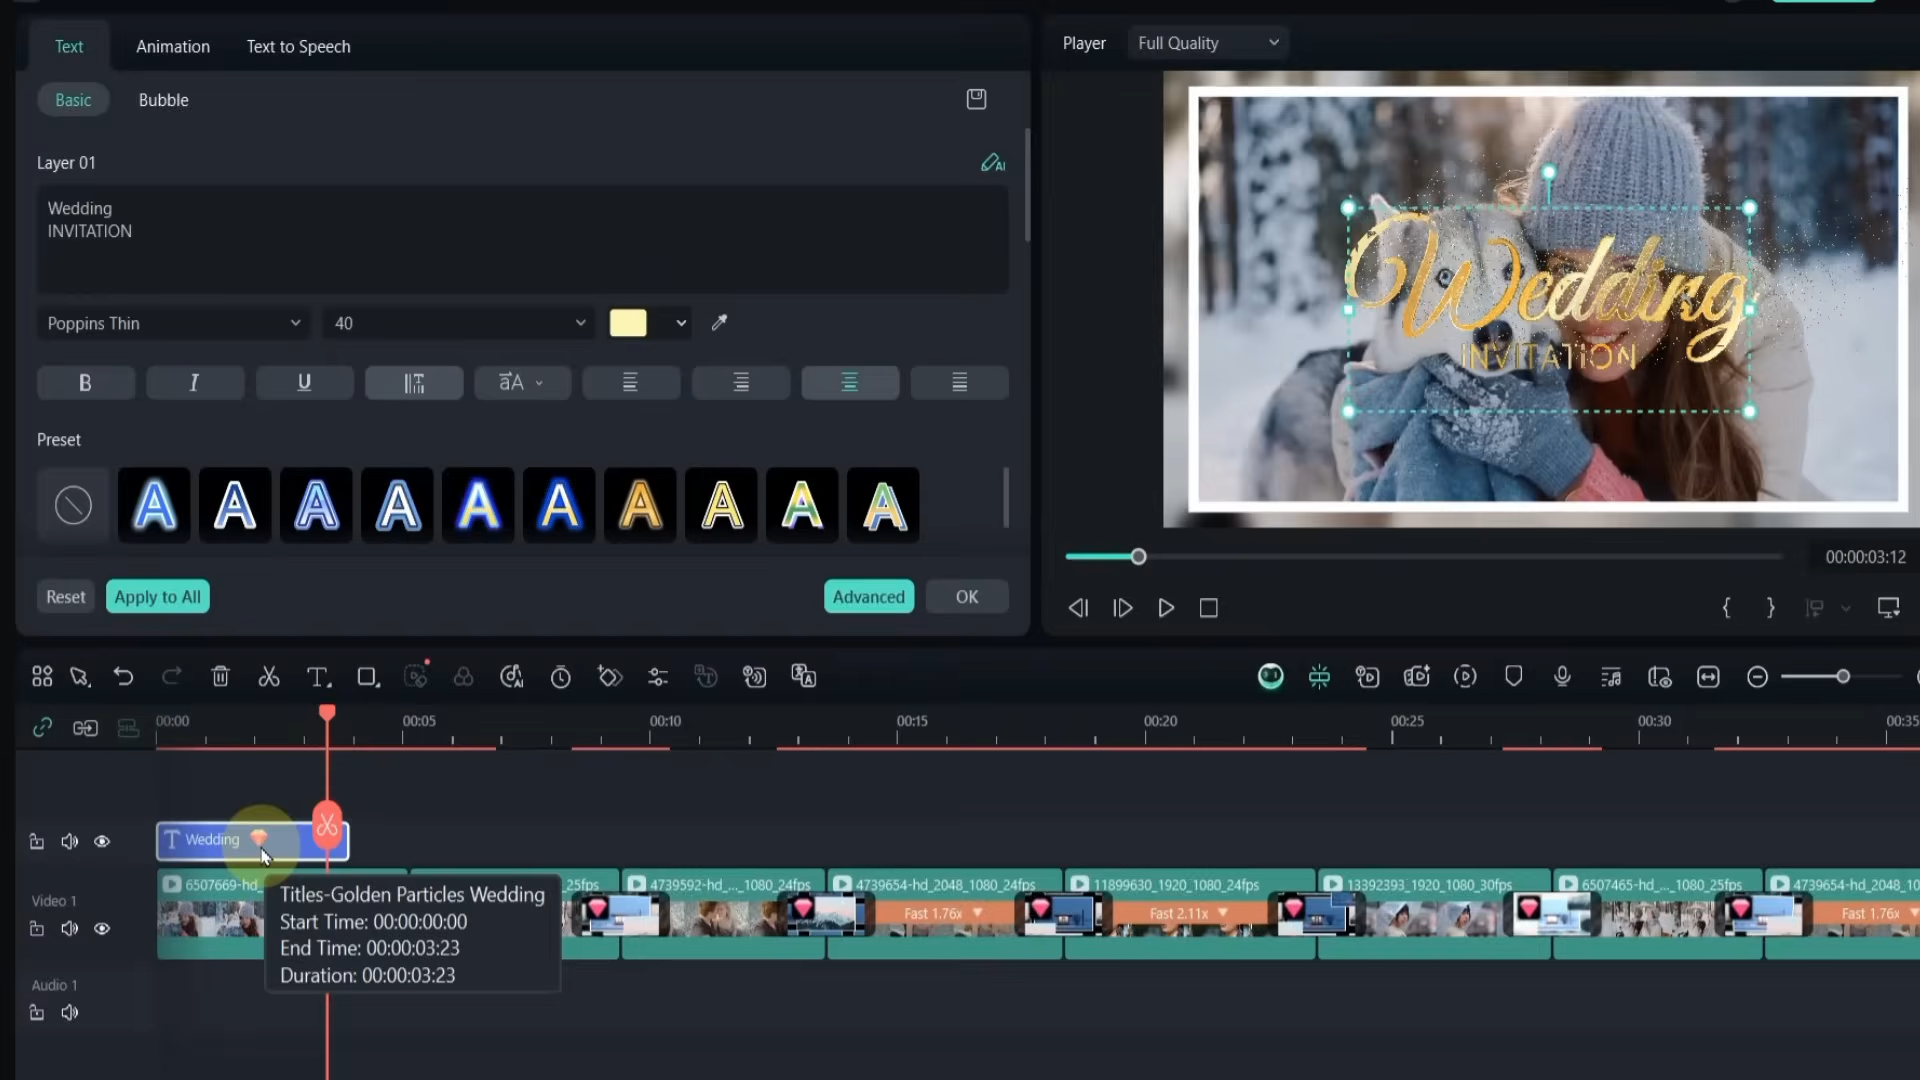 Text
Animation
Text to Speech
Player
Full Quality
Basic
Bubble
Layer 01
AI
Wedding
INVITATION
Wedding
INVITATION
Poppins Thin
40
B
I
U
Preset
A
A
A
A
A
A
A
A
A
A
Reset
Apply to All
Advanced
OK
00:00:03:12
00:00
00:05
00:10
00:15
00:20
00:25
00:30
00:35
Wedding
Video 1
6507669-hd_
25fps
4739592-hd_..._1080_24fps
4739654-hd_2048_1080_24fps
11899630_1920_1080_24fps
13392393_1920_1080_30fps
6507465-hd_..._1080_25fps
4739654-hd_2048_10
Fast 1.76x
Fast 2.11x
Fast 1.76x
Titles-Golden Particles Wedding
Start Time: 00:00:00:00
End Time: 00:00:03:23
Duration: 00:00:03:23
Audio 1